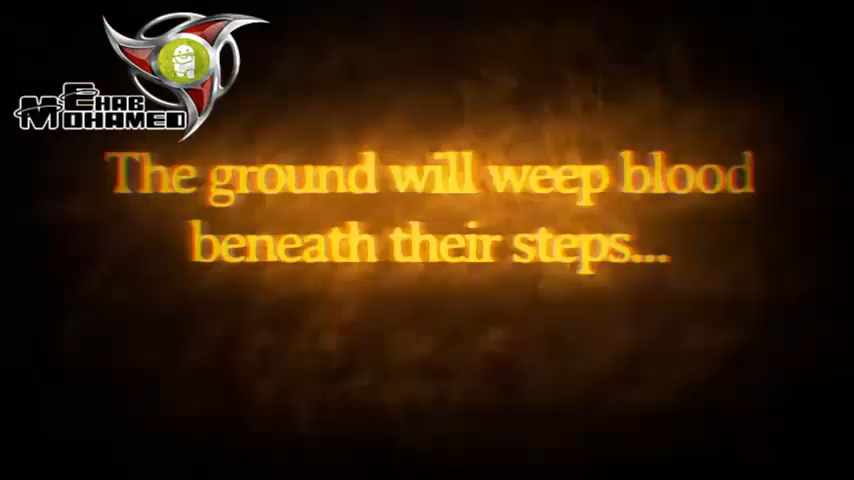 EHAB
MOHAMED
The ground will weep blood
beneath their steps...